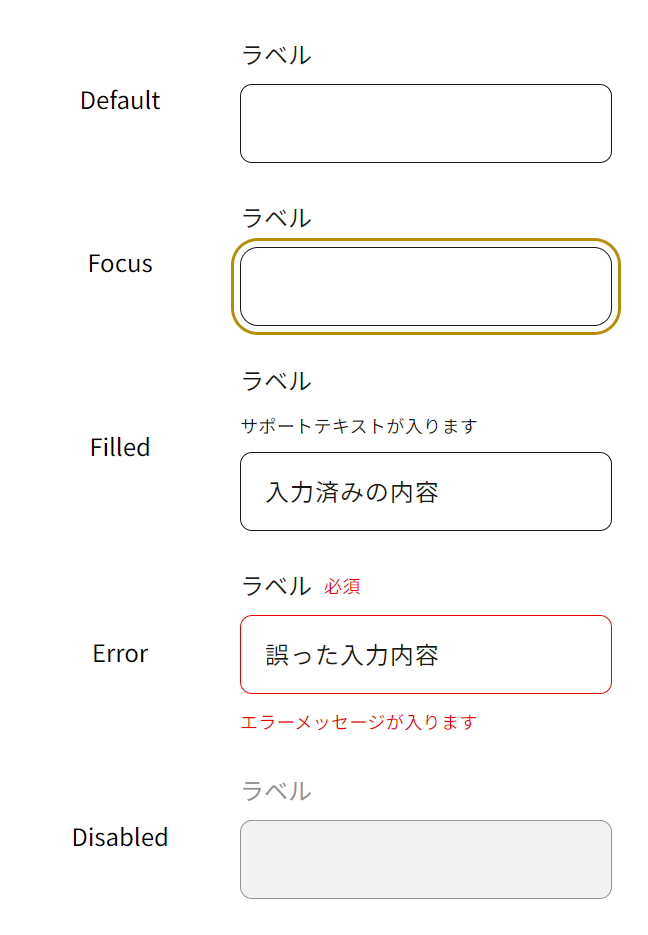 ラベル
Default
ラベル
Focus
ラベル
サポートテキストが入ります
Filled
入力済みの内容
ラベル 必須
Error
誤った入力内容
エラーメッセージが入ります
ラベル
Disabled